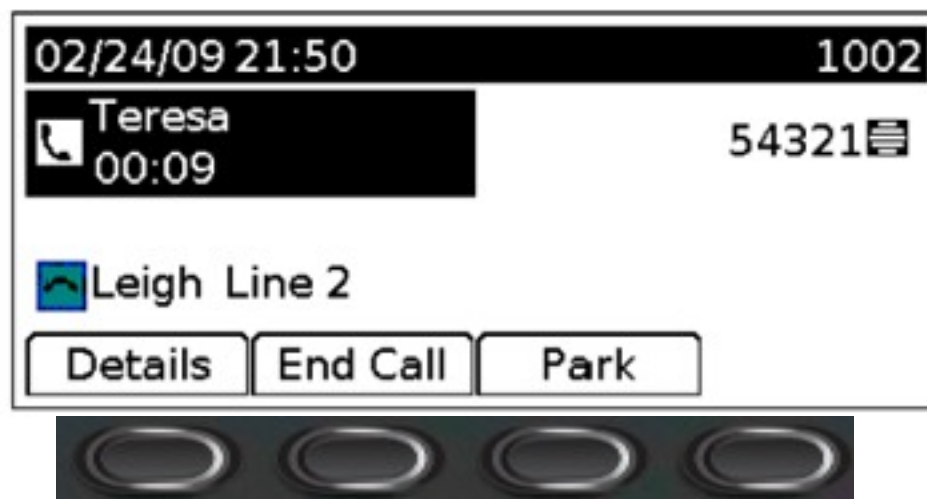 02/24/09 21:50 1002
Teresa
00:09
54321
Leigh Line 2
Details End Call Park